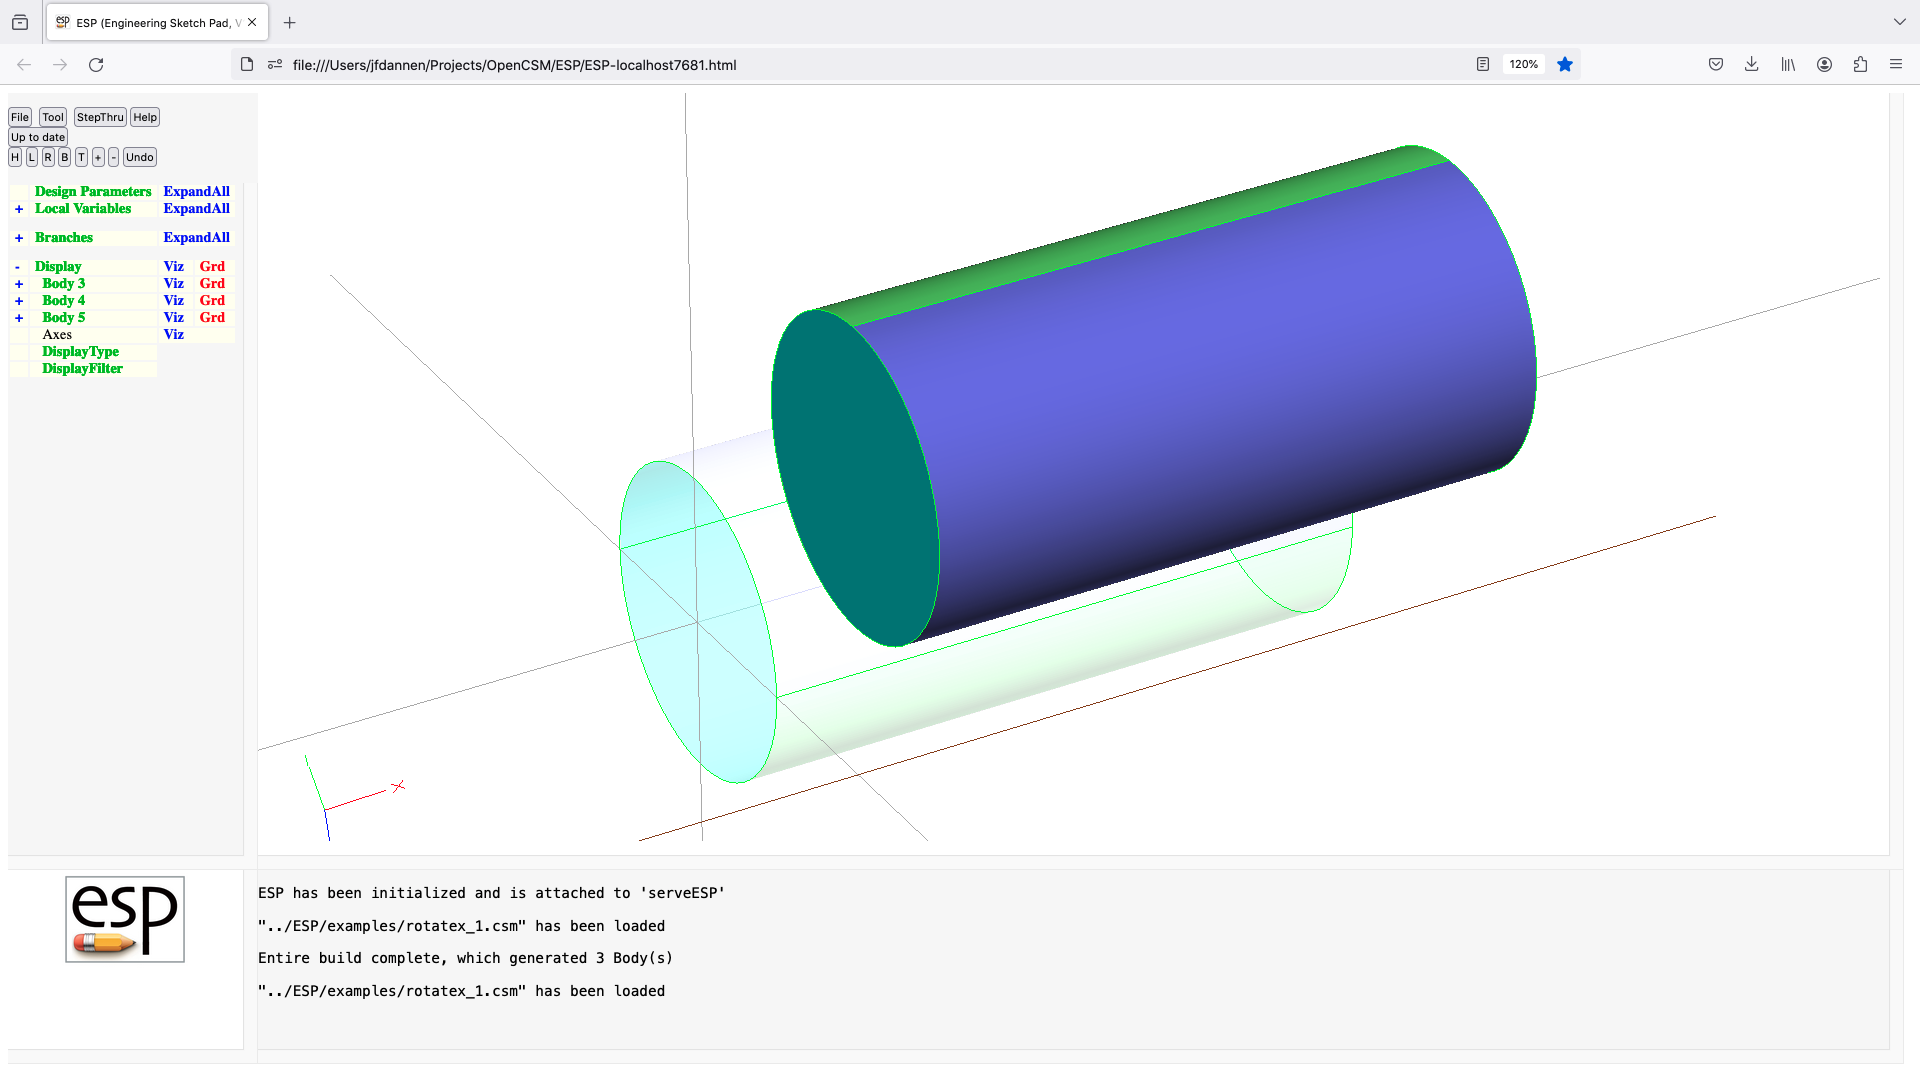 esp ESP (Engineering Sketch Pad, V
file:///Users/jfdannen/Projects/OpenCSM/ESP/ESP-localhost7681.html 120%
File Tool StepThru Help
Up to date
H L R B T + - Undo
Design Parameters ExpandAll
+ Local Variables ExpandAll
+ Branches ExpandAll
- Display Viz Grd
+ Body 3 Viz Grd
+ Body 4 Viz Grd
+ Body 5 Viz Grd
Axes Viz
DisplayType
DisplayFilter
X
esp
ESP has been initialized and is attached to 'serveESP'
"../ESP/examples/rotatex_1.csm" has been loaded
Entire build complete, which generated 3 Body(s)
"../ESP/examples/rotatex_1.csm" has been loaded